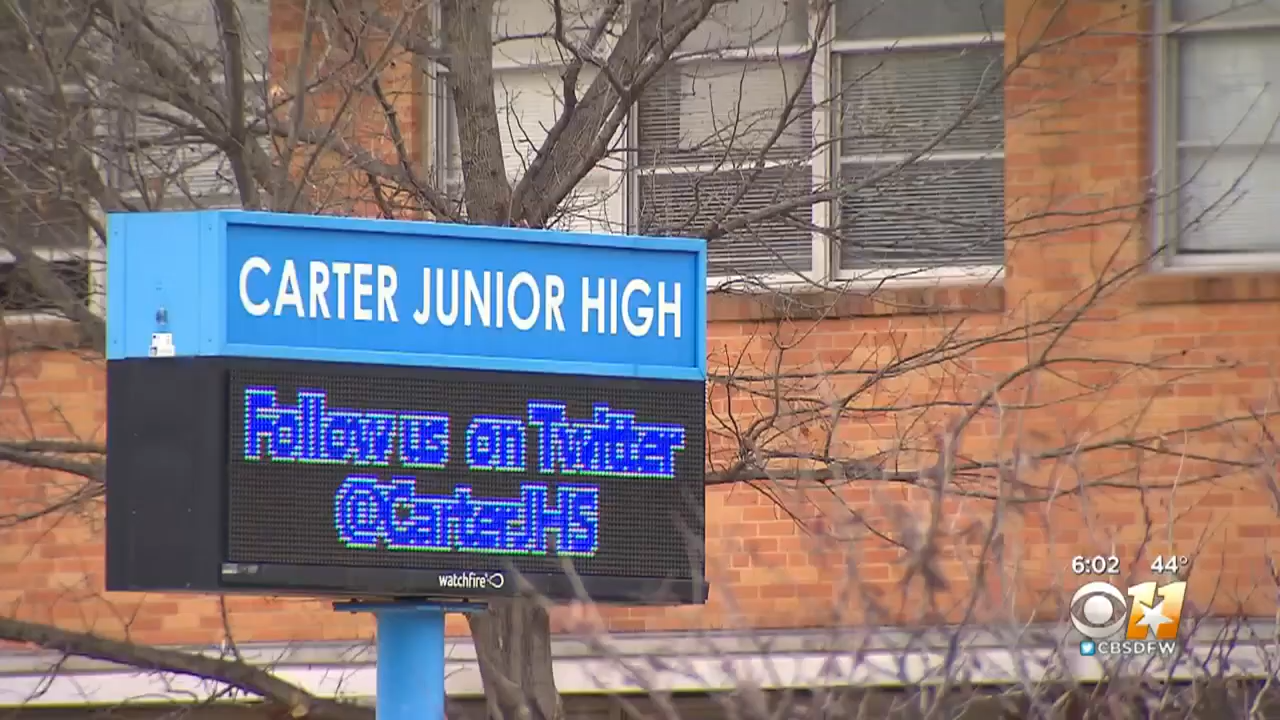 CARTER JUNIOR HIGH
Follow us on Twitter
@CarterJHS
watchfire
6:02 44°
11
CBSDFW